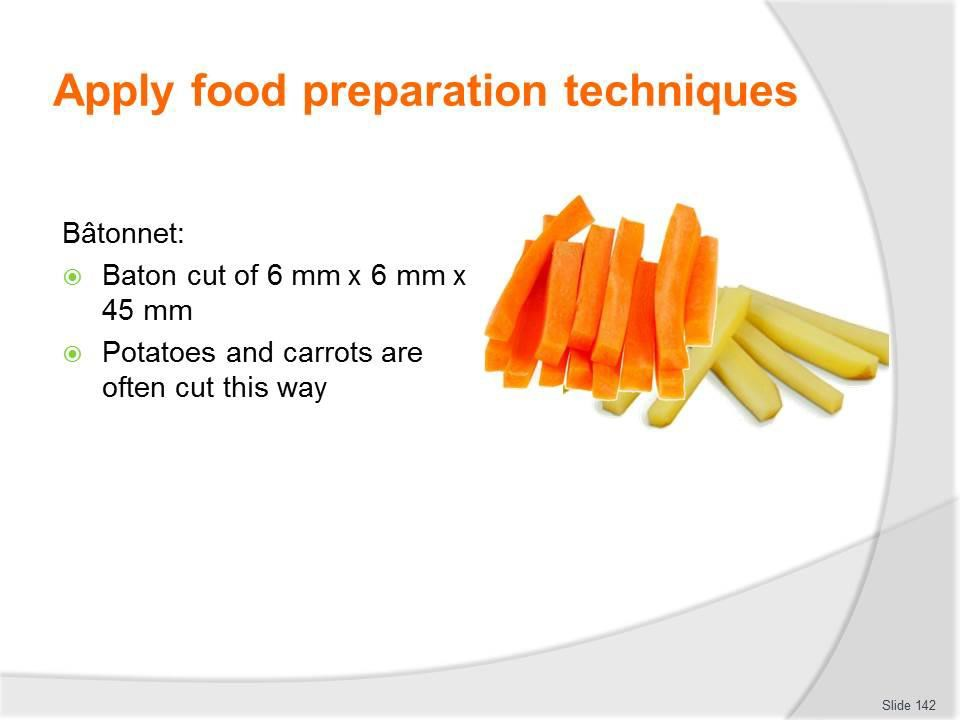 Apply food preparation techniques
Bâtonnet:
Baton cut of 6 mm x 6 mm x
45 mm
Potatoes and carrots are
often cut this way
Slide 142